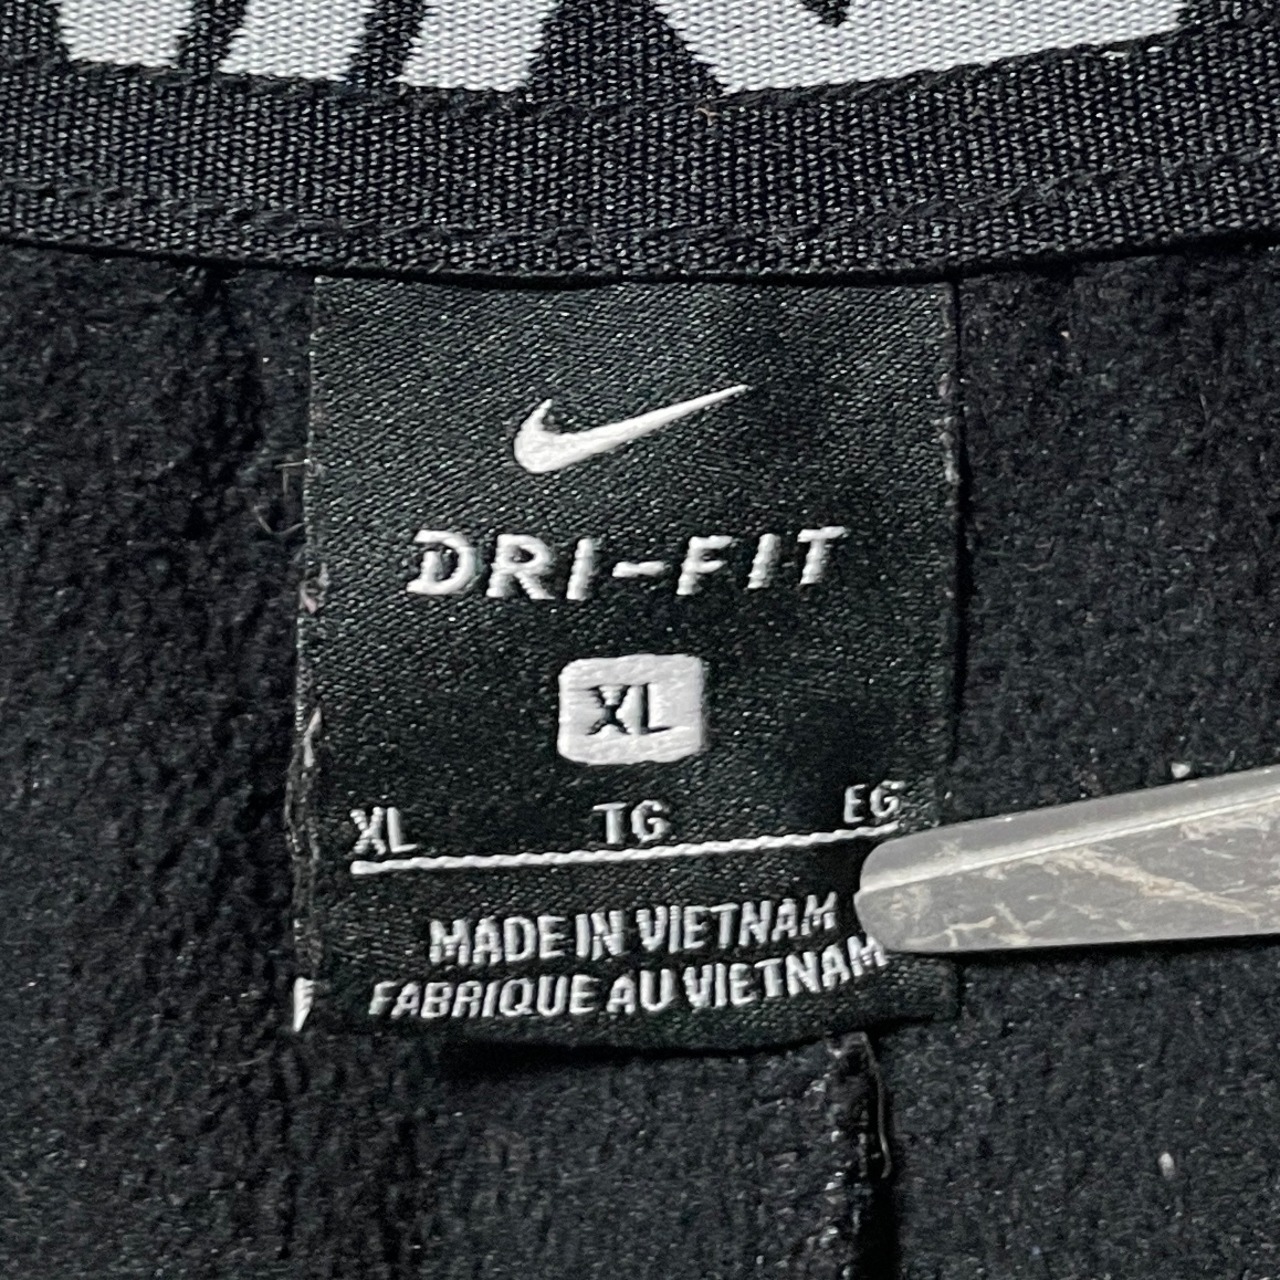 DRI-FIT
XL
XL TG EG
MADE IN VIETNAM
FABRIQUE AU VIETNAM